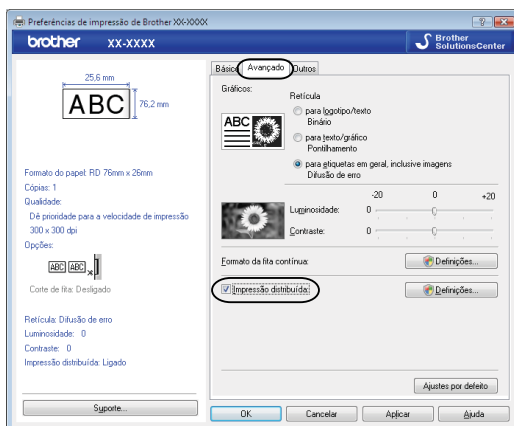 Preferências de impressão de Brother XX-XXXX
brother XX-XXXX
Brother
SolutionsCenter
25,6 mm
ABC
76,2 mm
Formato do papel: RD 76mm x 26mm
Cópias: 1
Qualidade:
Dê prioridade para a velocidade de impressão
300 x 300 dpi
Opções:
ABC ABC
Corte de fita: Desligado
Retícula: Difusão de erro
Luminosidade: 0
Contraste: 0
Impressão distribuída: Ligado
Suporte...
Básico Avançado Outros
Gráficos:
Retícula
ABC
para logotipo/texto
Binário
para texto/gráfico
Pontilhamento
para etiquetas em geral, inclusive imagens
Difusão de erro
-20 0 +20
Luminosidade: 0
Contraste: 0
Formato da fita contínua: Definições...
Impressão distribuída: Definições...
Ajustes por defeito
OK Cancelar Aplicar Ajuda